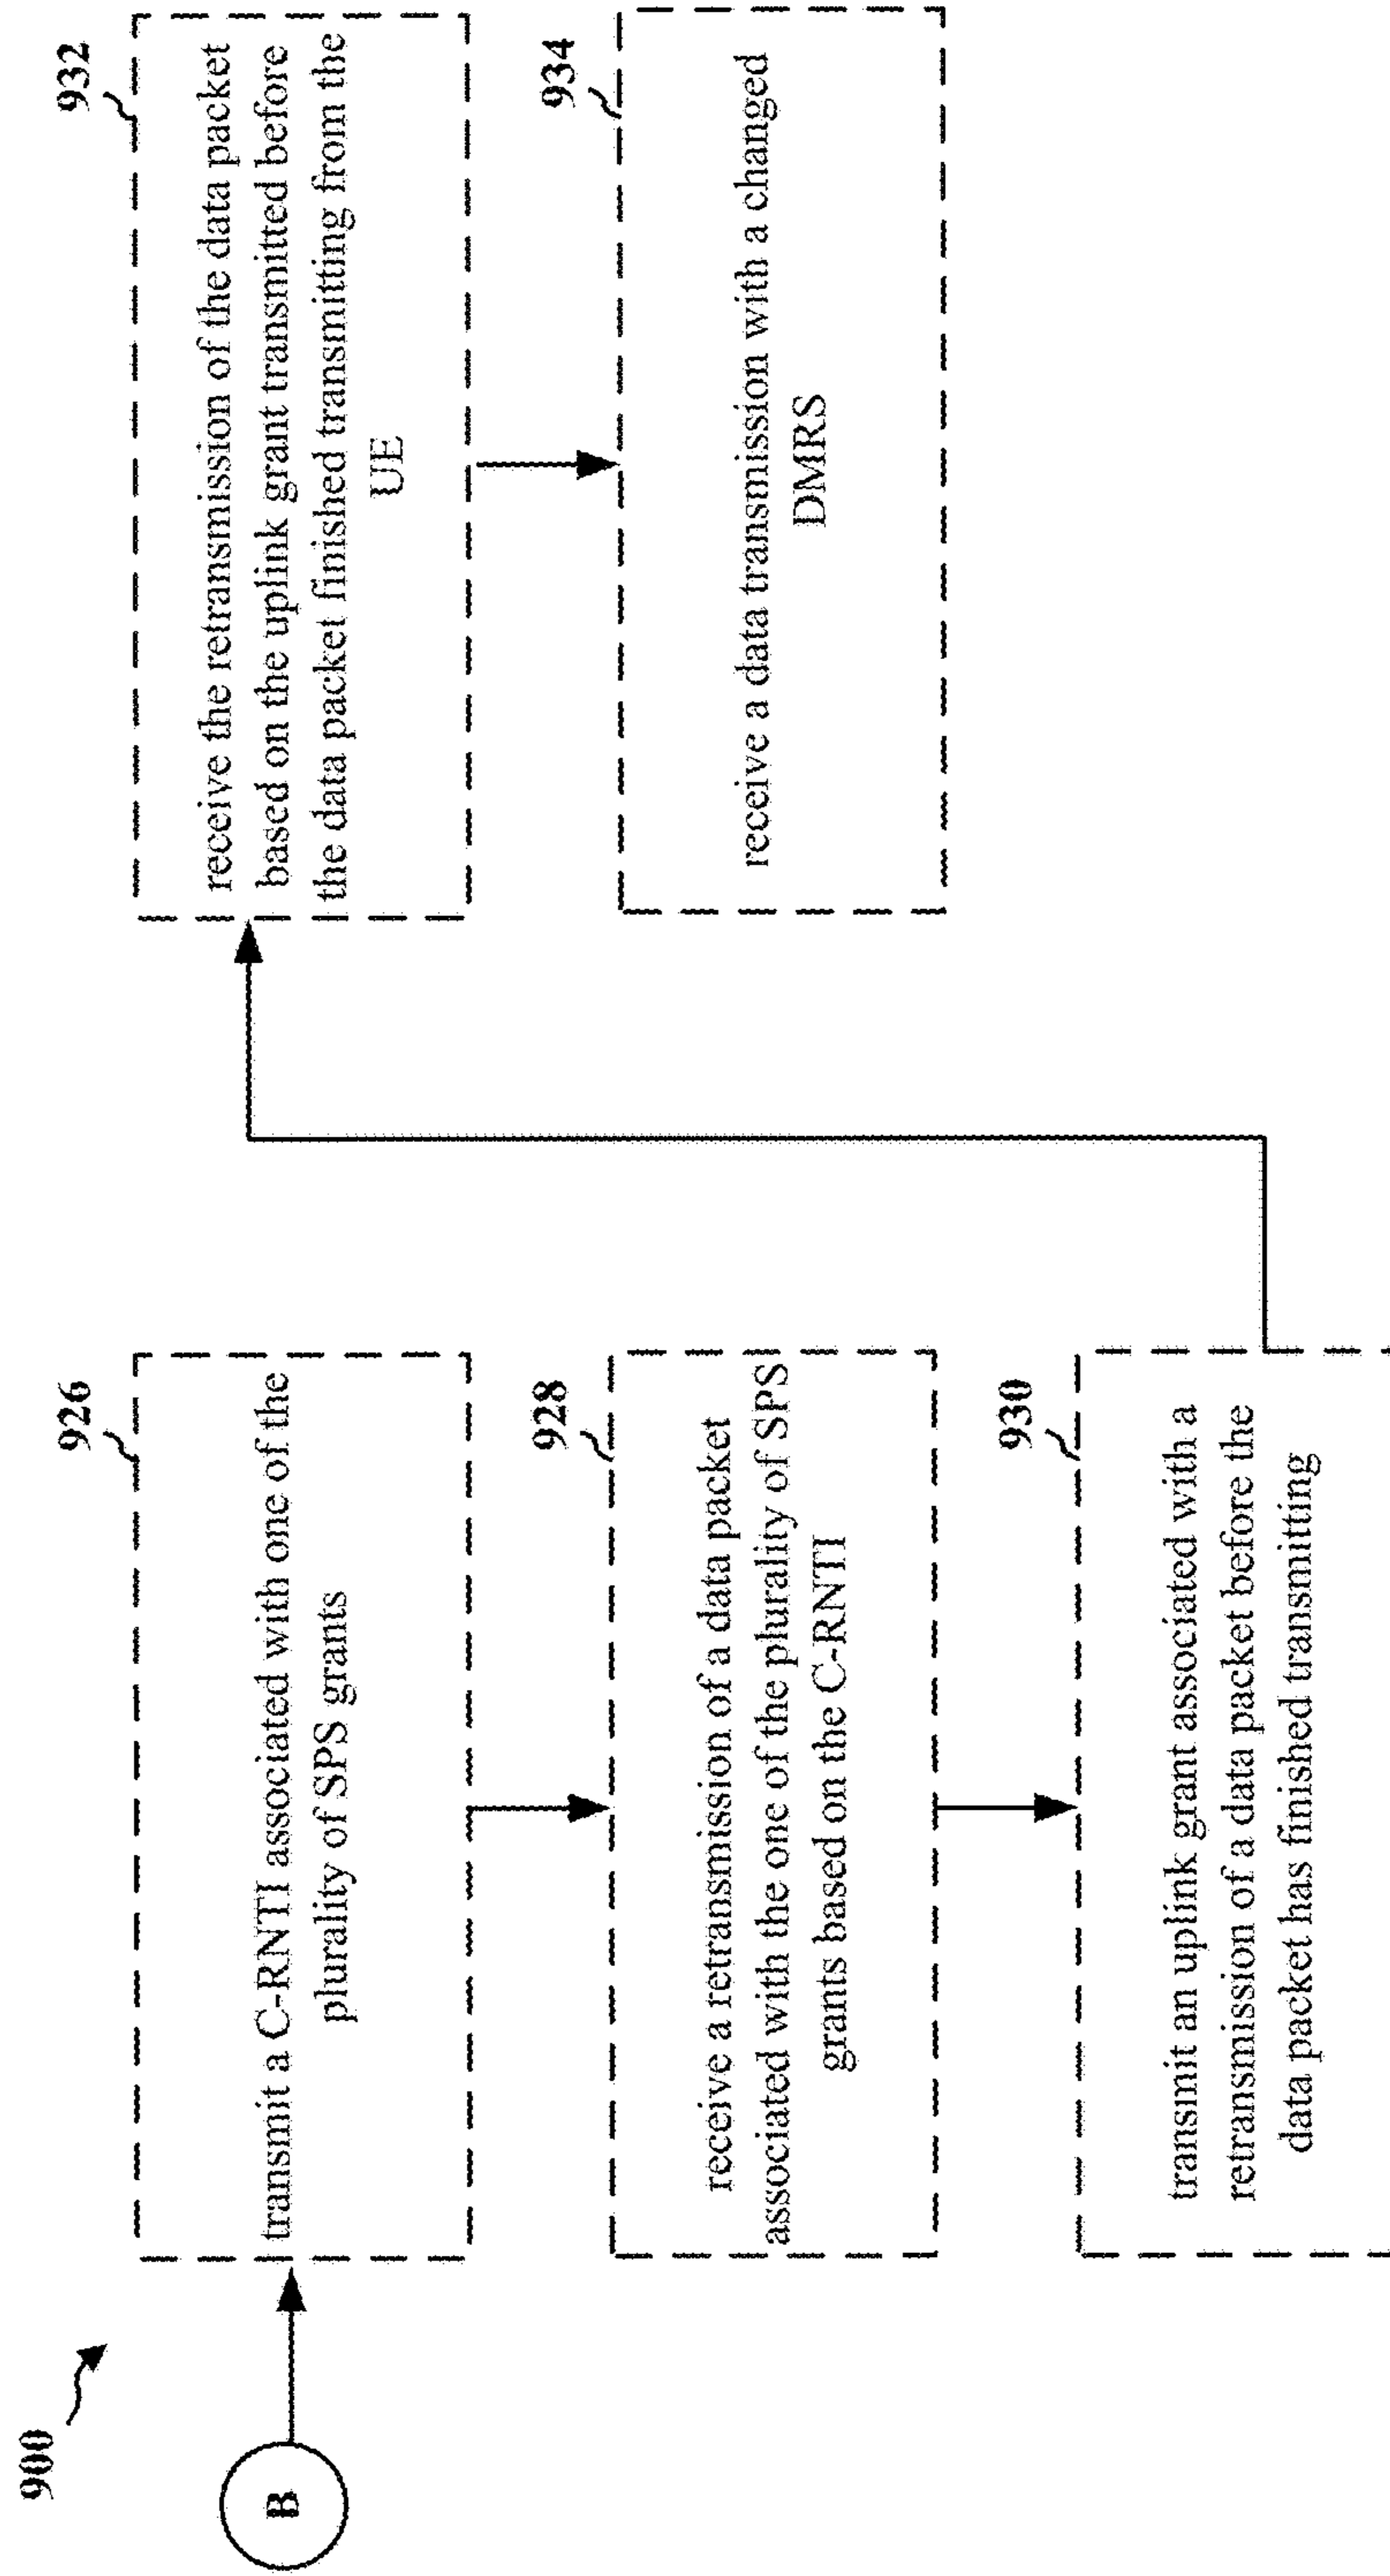 900
B
926
transmit a C-RNTI associated with one of the
plurality of SPS grants
928
receive a retransmission of a data packet
associated with the one of the plurality of SPS
grants based on the C-RNTI
930
transmit an uplink grant associated with a
retransmission of a data packet before the
data packet has finished transmitting
932
receive the retransmission of the data packet
based on the uplink grant transmitted before
the data packet finished transmitting from the
UE
934
receive a data transmission with a changed
DMRS